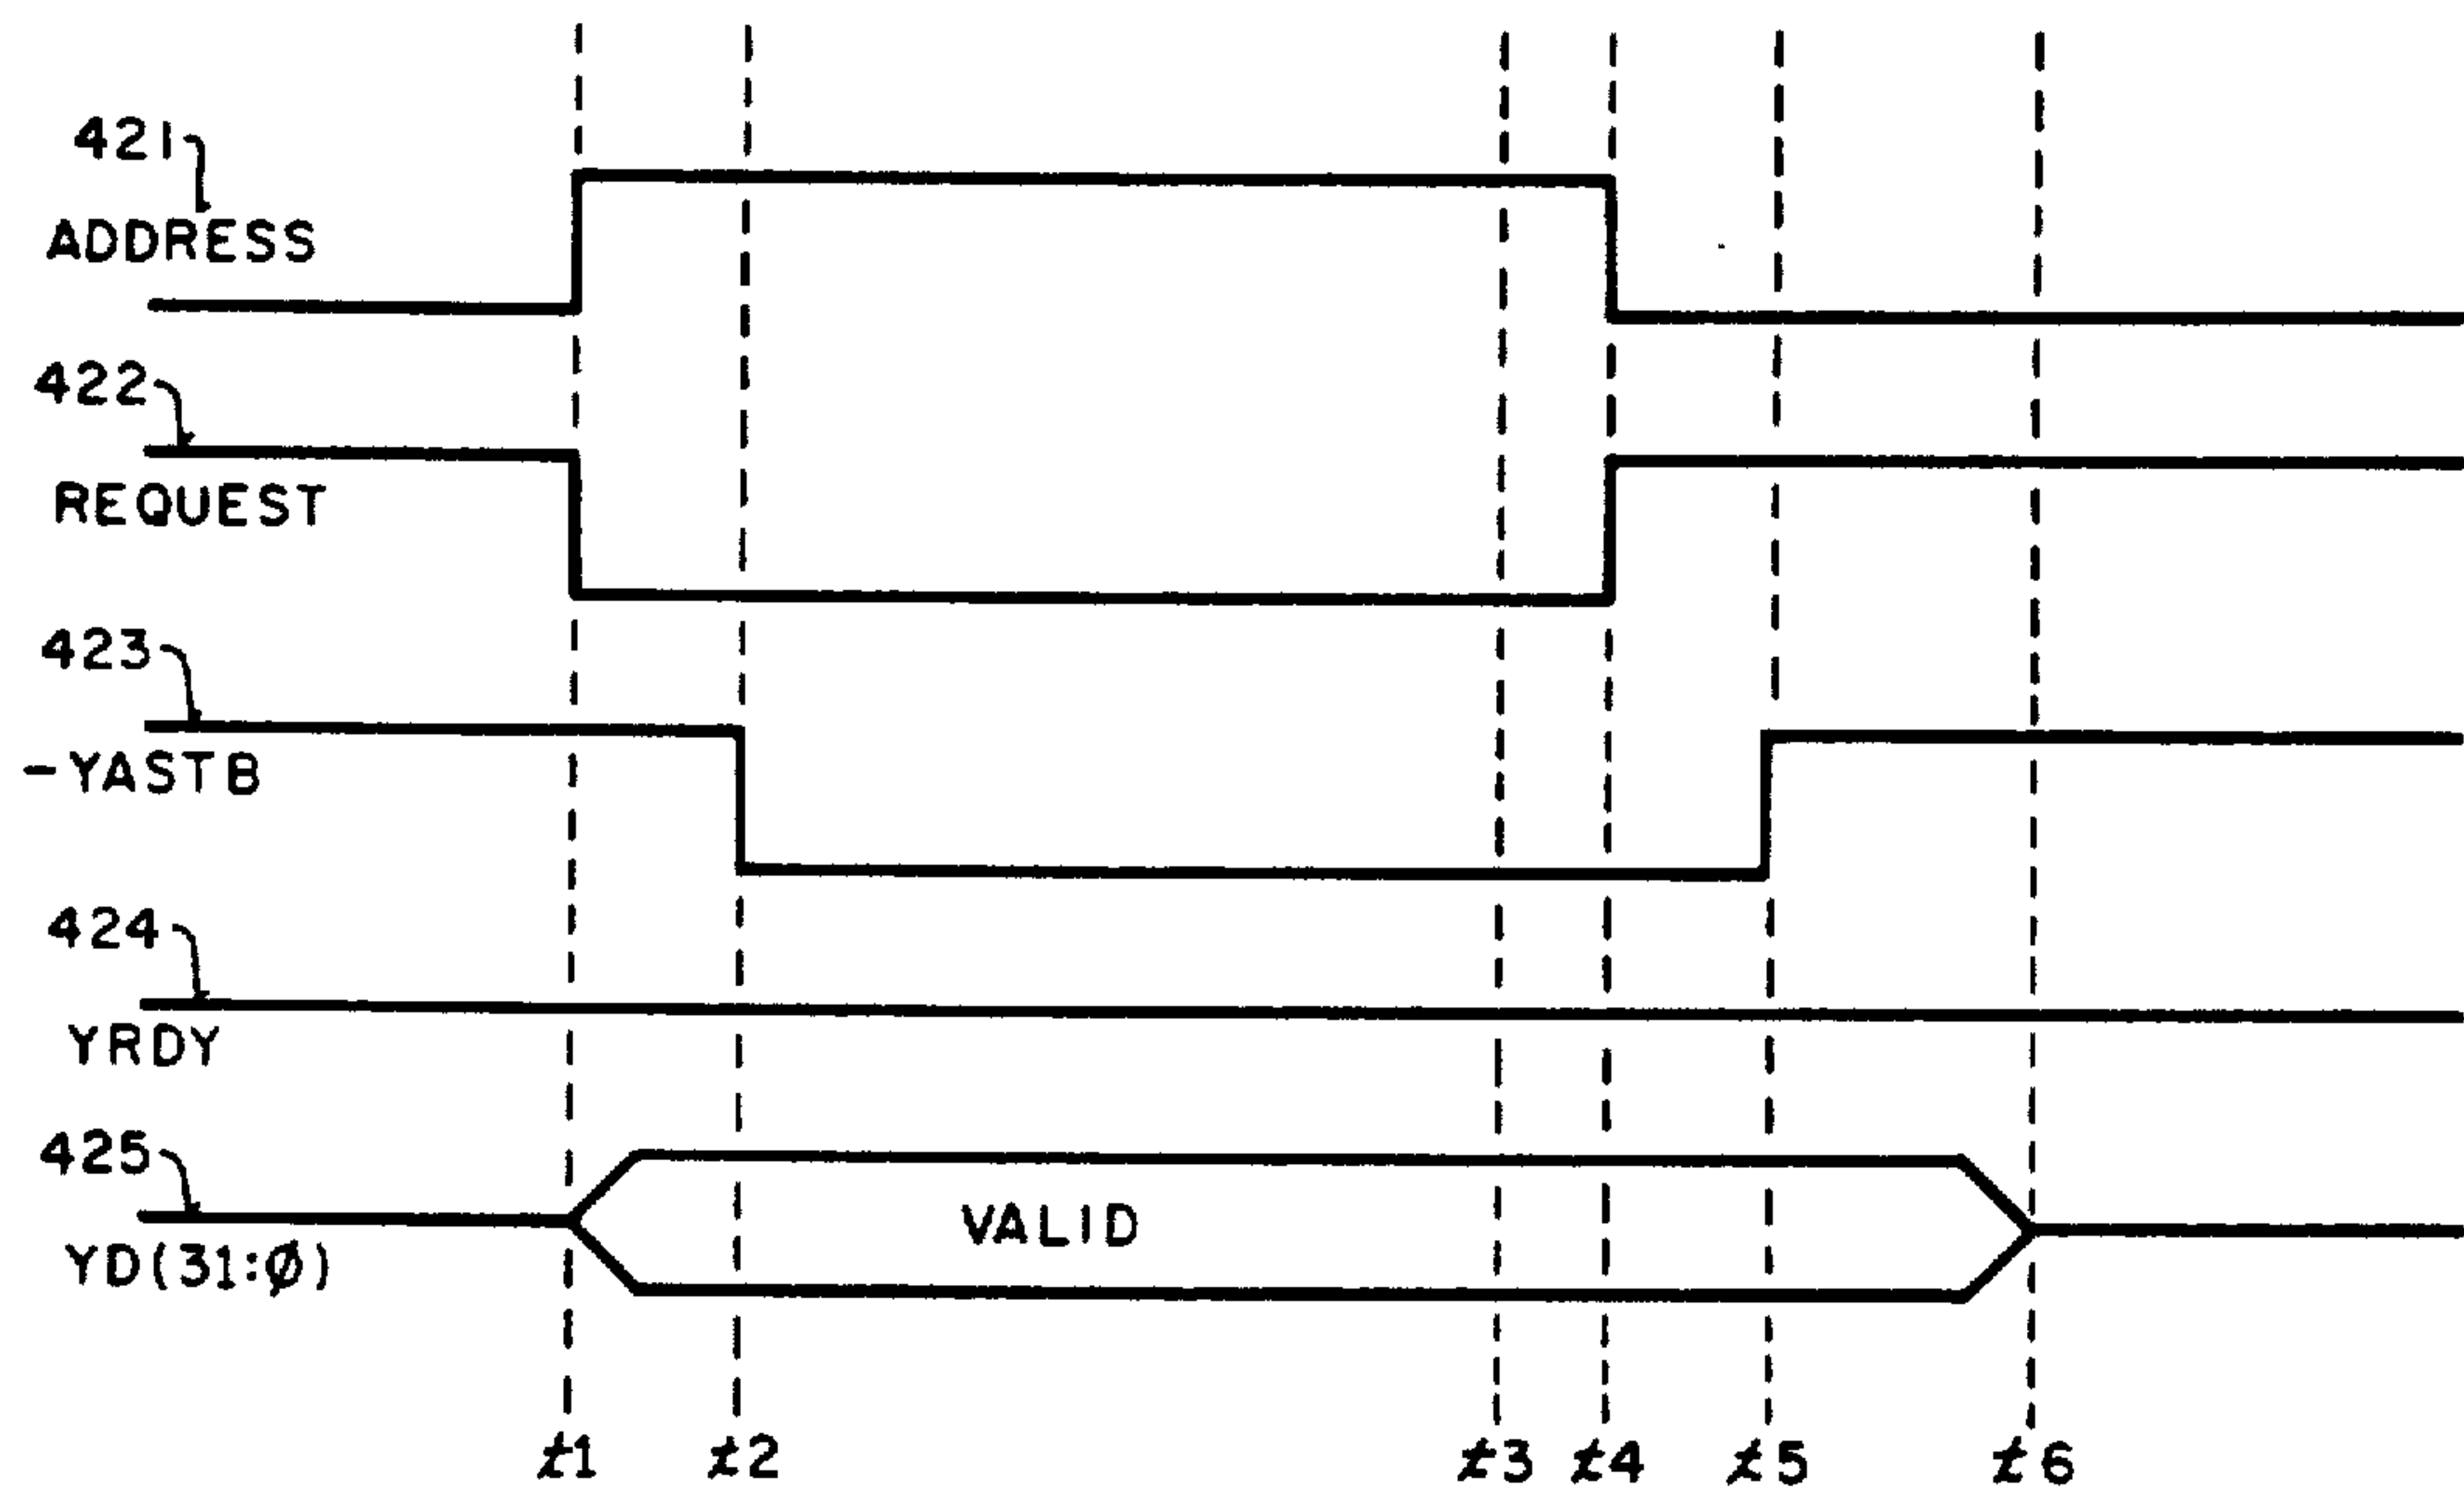 421
ADDRESS
422
REQUEST
423
-YASTB
424
YRDY
425
VALID
YD(31:Ø)
t1 t2 t3 t4 t5 t6